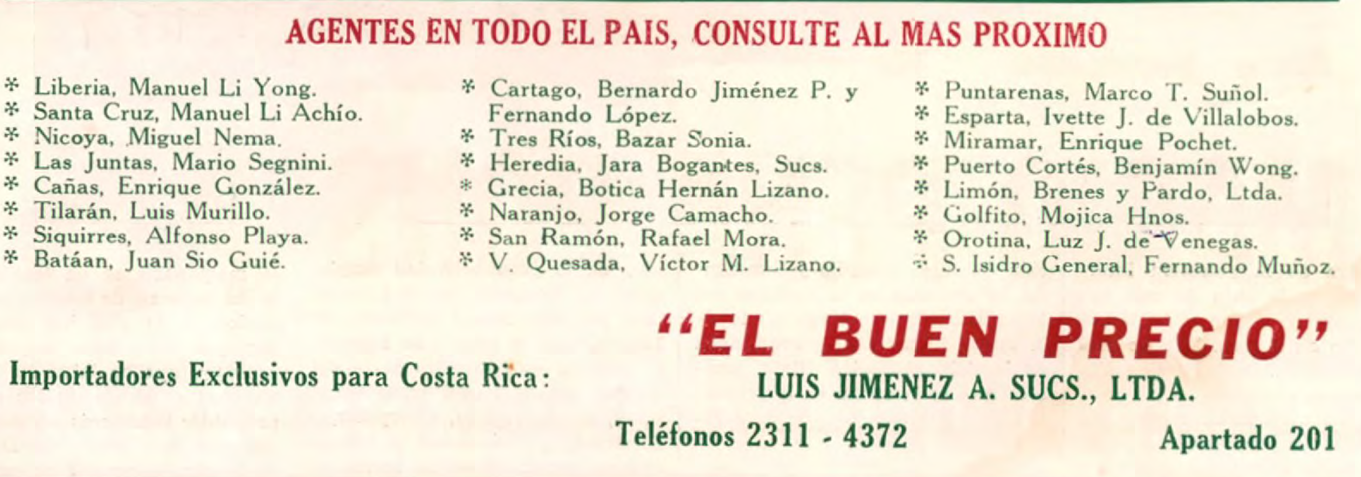 AGENTES EN TODO EL PAIS, CONSULTE AL MAS PROXIMO
* Liberia, Manuel Li Yong.
* Santa Cruz, Manuel Li Achío.
* Nicoya, Miguel Nema.
* Las Juntas, Mario Segnini.
* Cañas, Enrique González.
* Tilarán, Luis Murillo.
* Siquirres, Alfonso Playa.
* Batáan, Juan Sio Guié.
* Cartago, Bernardo Jiménez P. y
Fernando López.
* Tres Ríos, Bazar Sonia.
* Heredia, Jara Bogantes, Sucs.
* Grecia, Botica Hernán Lizano.
* Naranjo, Jorge Camacho.
* San Ramón, Rafael Mora.
* V. Quesada, Víctor M. Lizano.
* Puntarenas, Marco T. Suñol.
* Esparta, Ivette J. de Villalobos.
* Miramar, Enrique Pochet.
* Puerto Cortés, Benjamín Wong.
* Limón, Brenes y Pardo, Ltda.
* Golfito, Mojica Hnos.
* Orotina, Luz J. de Venegas.
* S. Isidro General, Fernando Muñoz.
"EL BUEN PRECIO"
Importadores Exclusivos para Costa Rica:
LUIS JIMENEZ A. SUCS., LTDA.
Teléfonos 2311 - 4372
Apartado 201